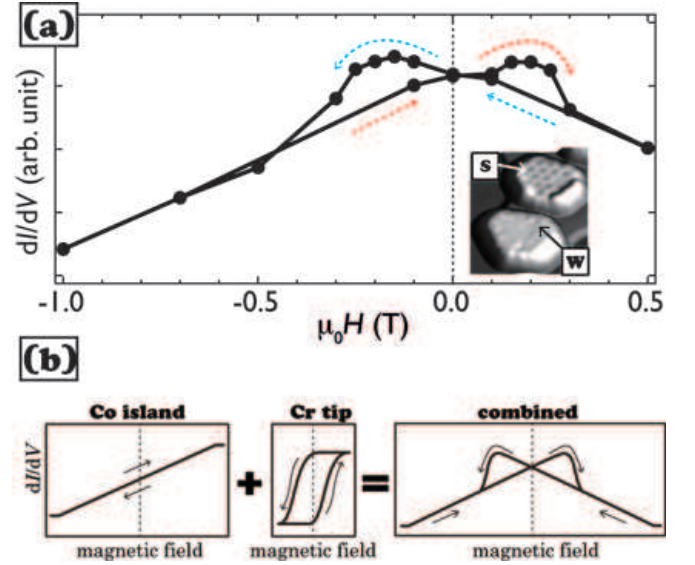 (a)
dI/dV (arb. unit)
s
w
-1.0 -0.5 0.0 0.5
μ₀H (T)
(b)
Co island Cr tip combined
dI/dV
+ =
magnetic field magnetic field magnetic field